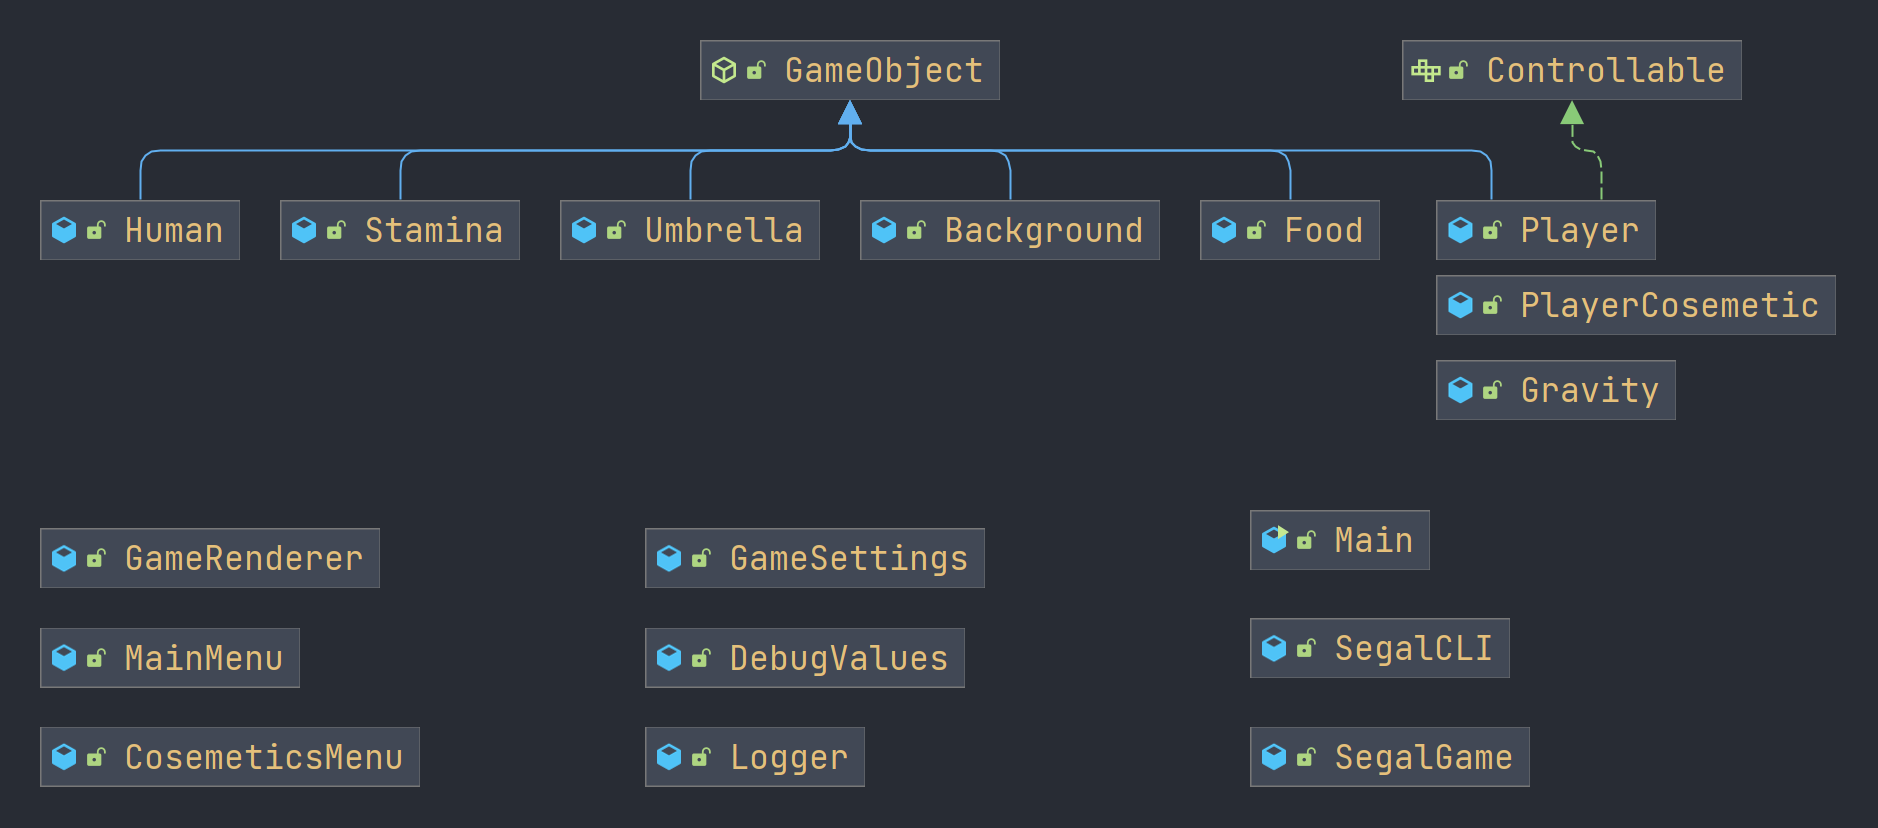 GameObject
Controllable
Human
Stamina
Umbrella
Background
Food
Player
PlayerCosemetic
Gravity
GameRenderer
GameSettings
Main
MainMenu
DebugValues
SegalCLI
CosemeticsMenu
Logger
SegalGame